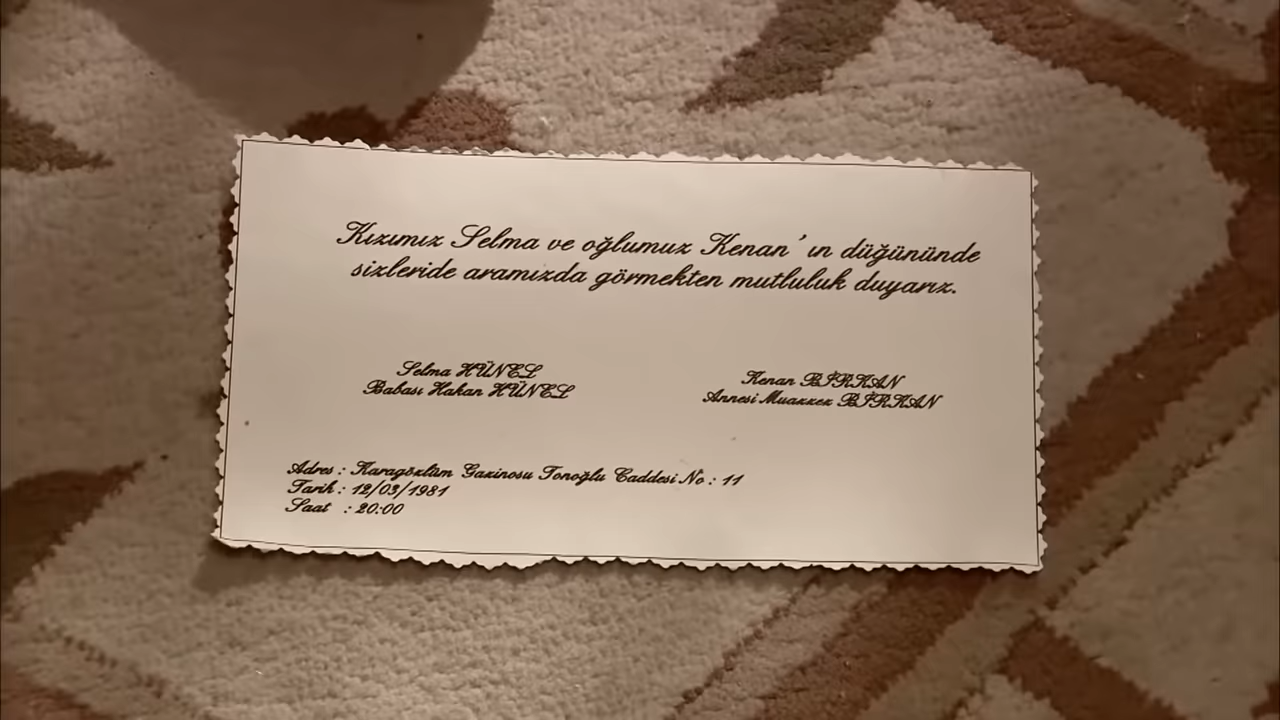 Kızımız Selma ve oğlumuz Kenan'ın düğününde
sizleride aramızda görmekten mutluluk duyarız.
Selma HÜNEL
Babası Hakan HÜNEL
Kenan BİRKAN
Annesi Muazzez BİRKAN
Adres : Karagözlüm Gazinosu Tonoğlu Caddesi No : 11
Tarih : 12/03/1981
Saat : 20:00